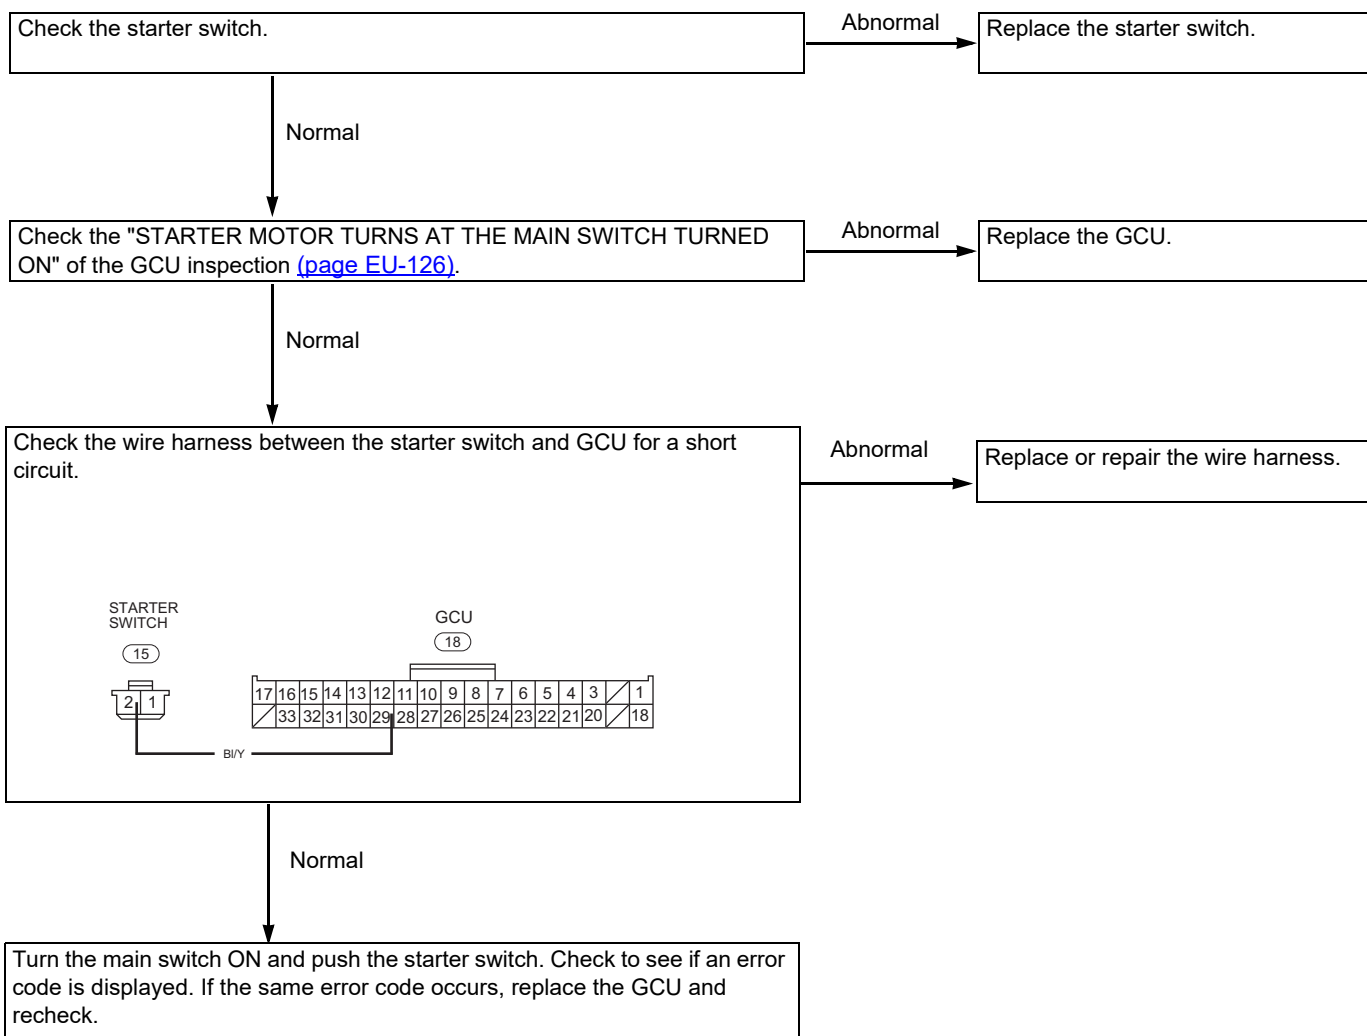 Check the starter switch.
Abnormal
Replace the starter switch.
Normal
Check the "STARTER MOTOR TURNS AT THE MAIN SWITCH TURNED
ON" of the GCU inspection (page EU-126).
Abnormal
Replace the GCU.
Normal
Check the wire harness between the starter switch and GCU for a short
circuit.
Abnormal
Replace or repair the wire harness.
STARTER
SWITCH
15
2 1
GCU
18
17 16 15 14 13 12 11 10 9 8 7 6 5 4 3 1
33 32 31 30 29 28 27 26 25 24 23 22 21 20 18
Bl/Y
Normal
Turn the main switch ON and push the starter switch. Check to see if an error
code is displayed. If the same error code occurs, replace the GCU and
recheck.